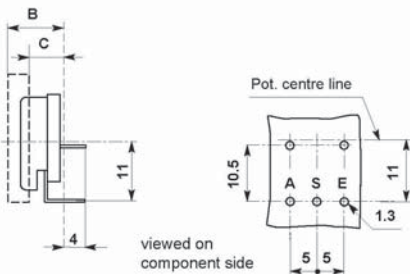 B
C
11
4
viewed on
component side
Pot. centre line
10.5
A S E
11
1.3
5 5